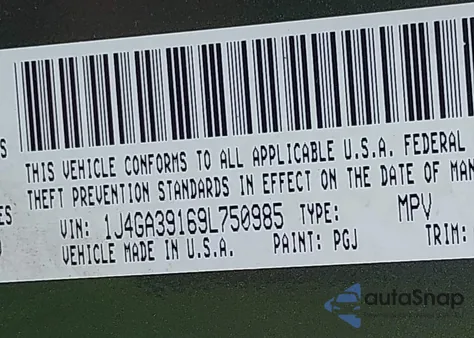 S
THIS VEHICLE CONFORMS TO ALL APPLICABLE U.S.A. FEDERAL
THEFT PREVENTION STANDARDS IN EFFECT ON THE DATE OF MAN
ES
VIN: 1J4GA39169L750985 TYPE: MPV
VEHICLE MADE IN U.S.A. PAINT: PGJ TRIM:
autoSnap